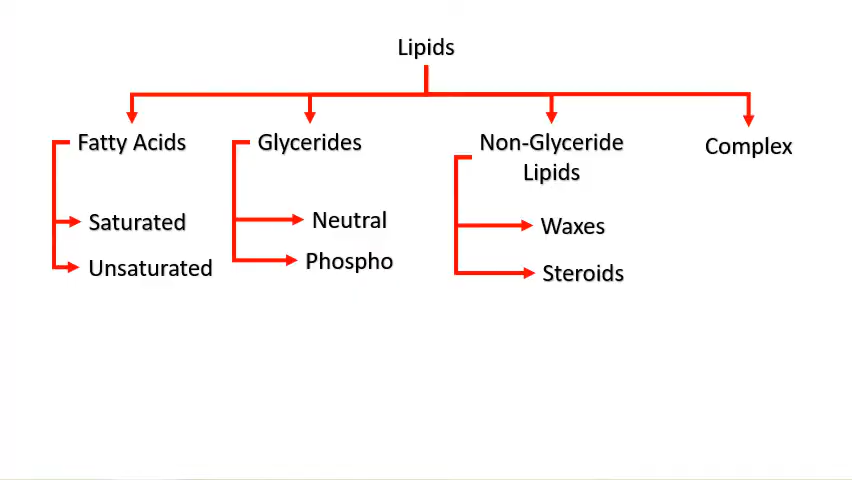 Lipids
Fatty Acids
Glycerides
Non-Glyceride
Lipids
Complex
Saturated
Unsaturated
Neutral
Phospho
Waxes
Steroids